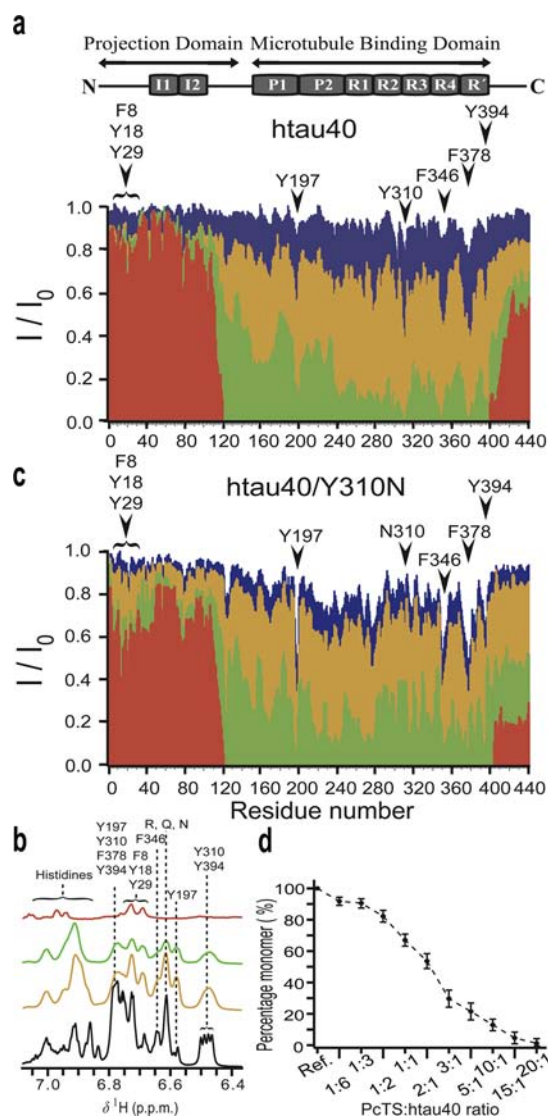 a
Projection Domain Microtubule Binding Domain
N I1 I2 P1 P2 R1 R2 R3 R4 R´ C
F8
Y18
Y29
htau40
Y197
Y310
F346
F378
Y394
I / I0
1.0
0.8
0.6
0.4
0.2
0.0
0 40 80 120 160 200 240 280 320 360 400 440
c
F8
Y18
Y29
htau40/Y310N
Y197
N310
F346
F378
Y394
I / I0
1.0
0.8
0.6
0.4
0.2
0.0
0 40 80 120 160 200 240 280 320 360 400 440
Residue number
b
Histidines
Y197
Y310
F378
Y394
F8
Y18
Y29
F346
R, Q, N
Y197
Y310
Y394
7.0 6.8 6.6 6.4
δ ¹H (p.p.m.)
d
Percentage monomer (%)
100
80
60
40
20
0
Ref. 1:6 1:3 1:2 1:1 2:1 3:1 5:1 10:1 15:1 20:1
PcTS:htau40 ratio